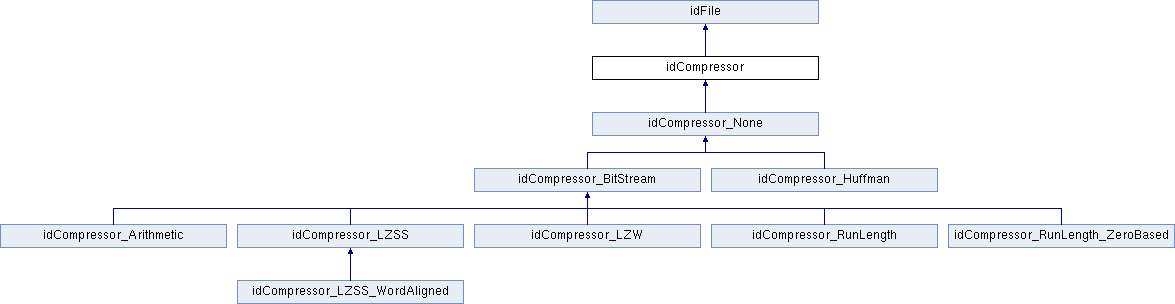 idFile
idCompressor
idCompressor_None
idCompressor_BitStream
idCompressor_Huffman
idCompressor_Arithmetic
idCompressor_LZSS
idCompressor_LZW
idCompressor_RunLength
idCompressor_RunLength_ZeroBased
idCompressor_LZSS_WordAligned